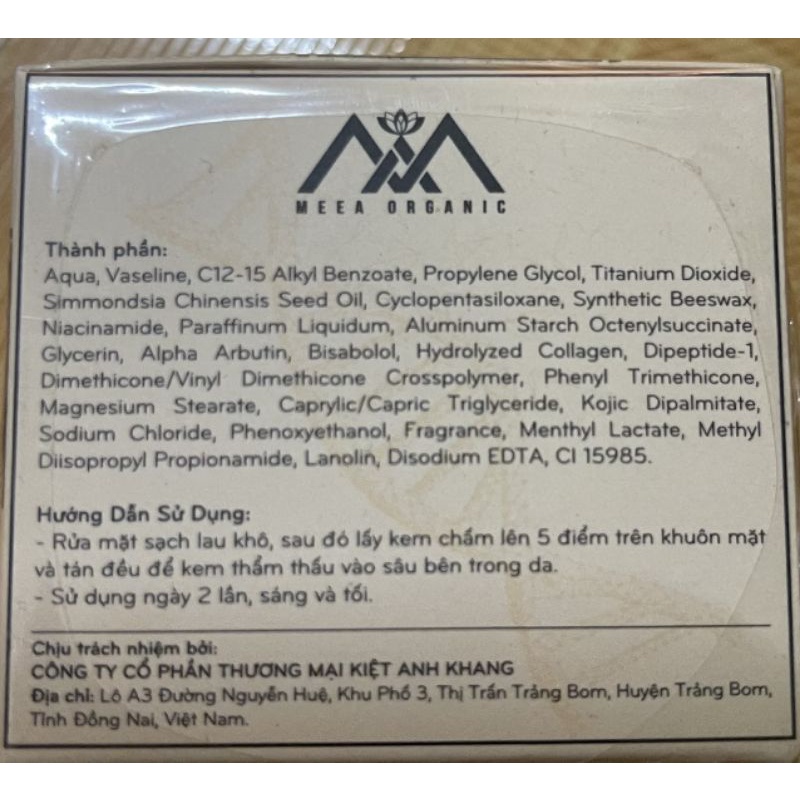 MEEA ORGANIC
Thành phần:
Aqua, Vaseline, C12-15 Alkyl Benzoate, Propylene Glycol, Titanium Dioxide,
Simmondsia Chinensis Seed Oil, Cyclopentasiloxane, Synthetic Beeswax,
Niacinamide, Paraffinum Liquidum, Aluminum Starch Octenylsuccinate,
Glycerin, Alpha Arbutin, Bisabolol, Hydrolyzed Collagen, Dipeptide-1,
Dimethicone/Vinyl Dimethicone Crosspolymer, Phenyl Trimethicone,
Magnesium Stearate, Caprylic/Capric Triglyceride, Kojic Dipalmitate,
Sodium Chloride, Phenoxyethanol, Fragrance, Menthyl Lactate, Methyl
Diisopropyl Propionamide, Lanolin, Disodium EDTA, CI 15985.
Hướng Dẫn Sử Dụng:
- Rửa mặt sạch lau khô, sau đó lấy kem chấm lên 5 điểm trên khuôn mặt
và tán đều để kem thẩm thấu vào sâu bên trong da.
- Sử dụng ngày 2 lần, sáng và tối.
Chịu trách nhiệm bởi:
CÔNG TY CỔ PHẦN THƯƠNG MẠI KIỆT ANH KHANG
Địa chỉ: Lô A3 Đường Nguyễn Huệ, Khu Phố 3, Thị Trấn Trảng Bom, Huyện Trảng Bom,
Tỉnh Đồng Nai, Việt Nam.